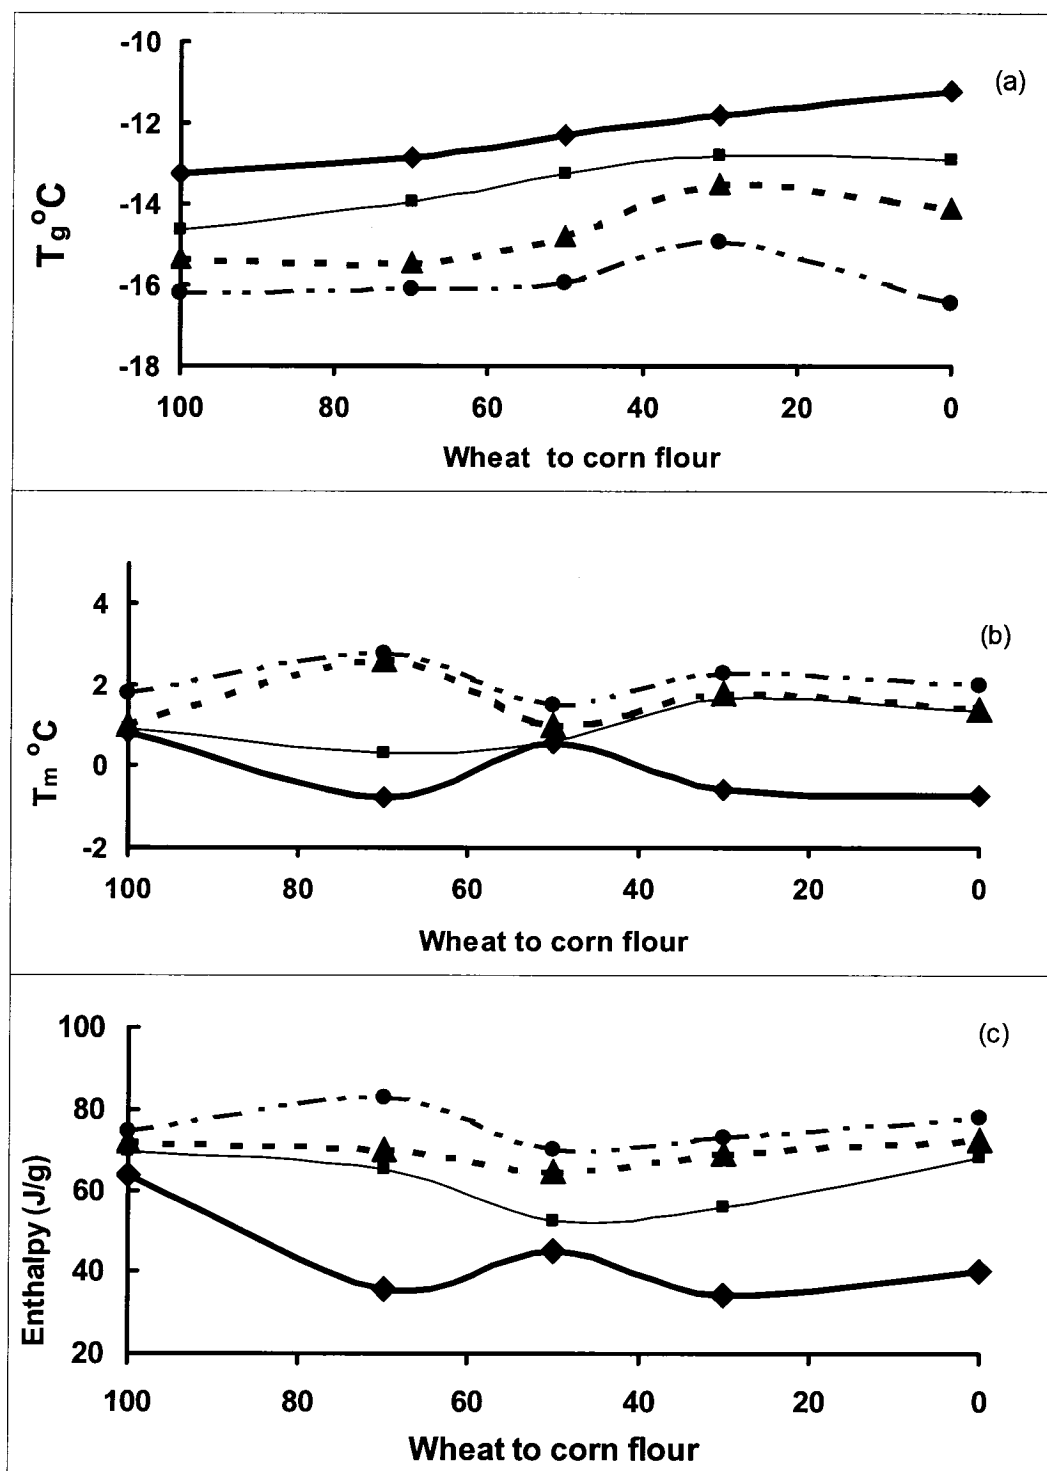 (a)
-10
-12
-14
-16
-18
Tg°C
100 80 60 40 20 0
Wheat to corn flour
(b)
4
2
0
-2
Tm °C
100 80 60 40 20 0
Wheat to corn flour
(c)
100
80
60
40
20
Enthalpy (J/g)
100 80 60 40 20 0
Wheat to corn flour